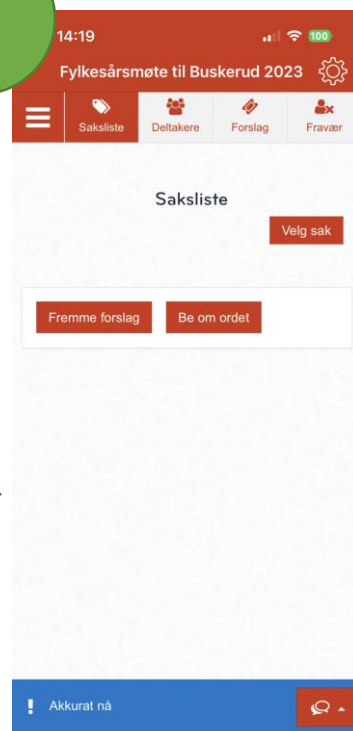 14:19
100
Fylkesårsmøte til Buskerud 2023
Saksliste
Deltakere
Forslag
Fravær
Saksliste
Velg sak
Fremme forslag
Be om ordet
! Akkurat nå